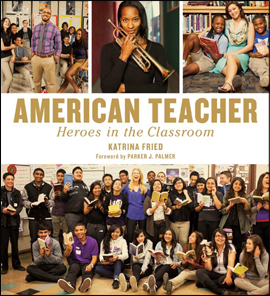 AMERICAN TEACHER
Heroes in the Classroom
KATRINA FRIED
Foreword by PARKER J. PALMER